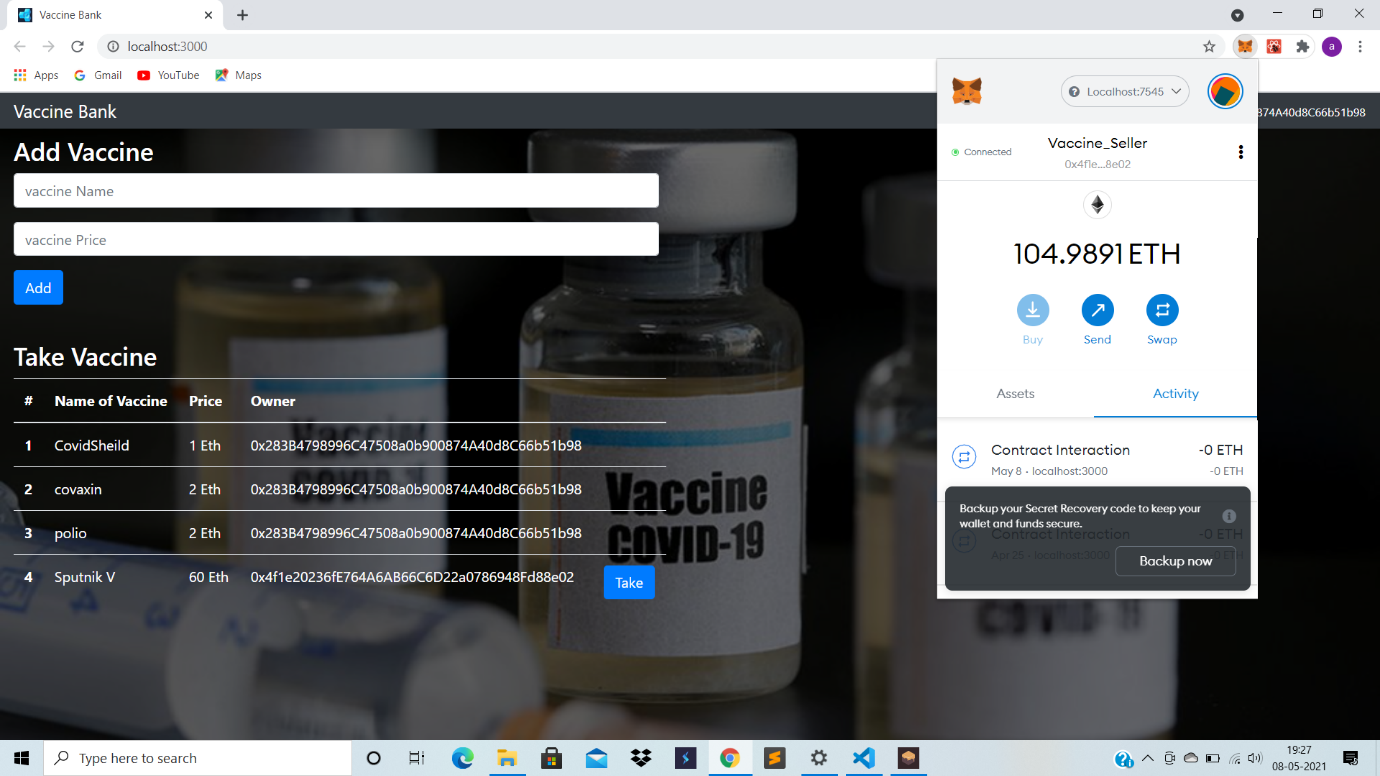 Vaccine Bank
localhost:3000
Apps Gmail YouTube Maps
Vaccine Bank
874A40d8C66b51b98
Add Vaccine
vaccine Name
vaccine Price
Add
Take Vaccine
# Name of Vaccine Price Owner
1 CovidSheild 1 Eth 0x283B4798996C47508a0b900874A40d8C66b51b98
2 covaxin 2 Eth 0x283B4798996C47508a0b900874A40d8C66b51b98
3 polio 2 Eth 0x283B4798996C47508a0b900874A40d8C66b51b98
4 Sputnik V 60 Eth 0x4f1e20236fE764A6AB66C6D22a0786948Fd88e02 Take
Vaccine
COVID-19
Localhost:7545
Connected
Vaccine_Seller
0x4f1e...8e02
104.9891 ETH
Buy Send Swap
Assets Activity
Contract Interaction -0 ETH
May 8 · localhost:3000 -0 ETH
Backup your Secret Recovery code to keep your
wallet and funds secure.
Contract Interaction -0 ETH
Apr 25 · localhost:3000
Backup now
Type here to search
19:27
08-05-2021